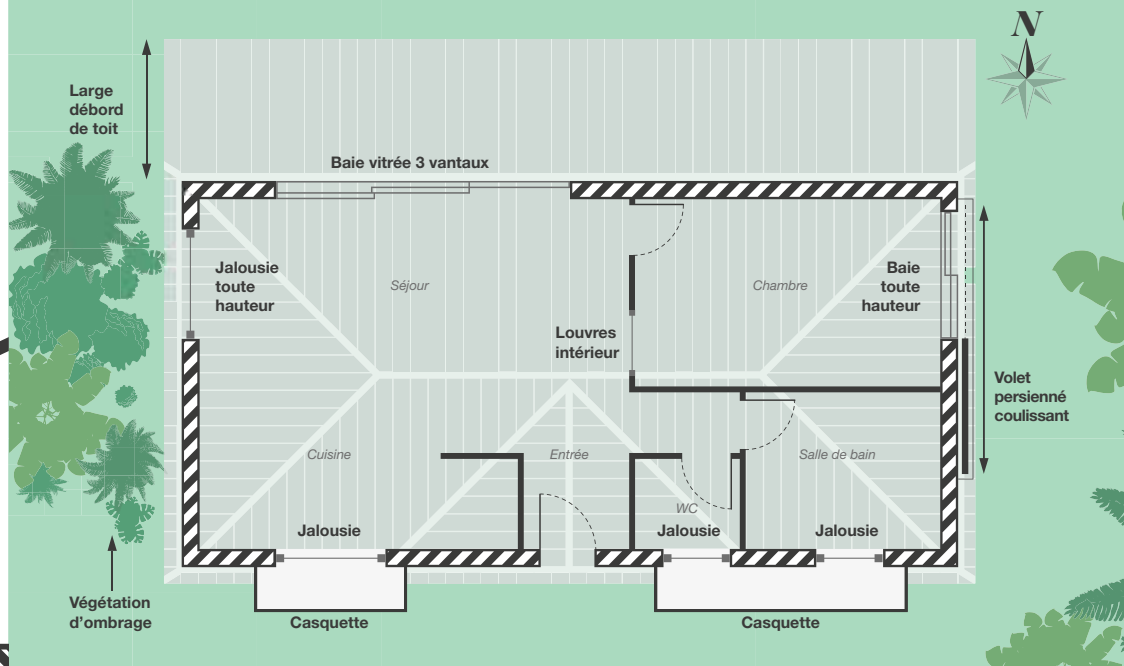 N
Large
débord
de toit
Baie vitrée 3 vantaux
Jalousie
toute
hauteur
Séjour
Chambre
Baie
toute
hauteur
Louvres
intérieur
Volet
persienné
coulissant
Cuisine
Entrée
Salle de bain
WC
Jalousie
Jalousie
Jalousie
Végétation
d’ombrage
Casquette
Casquette